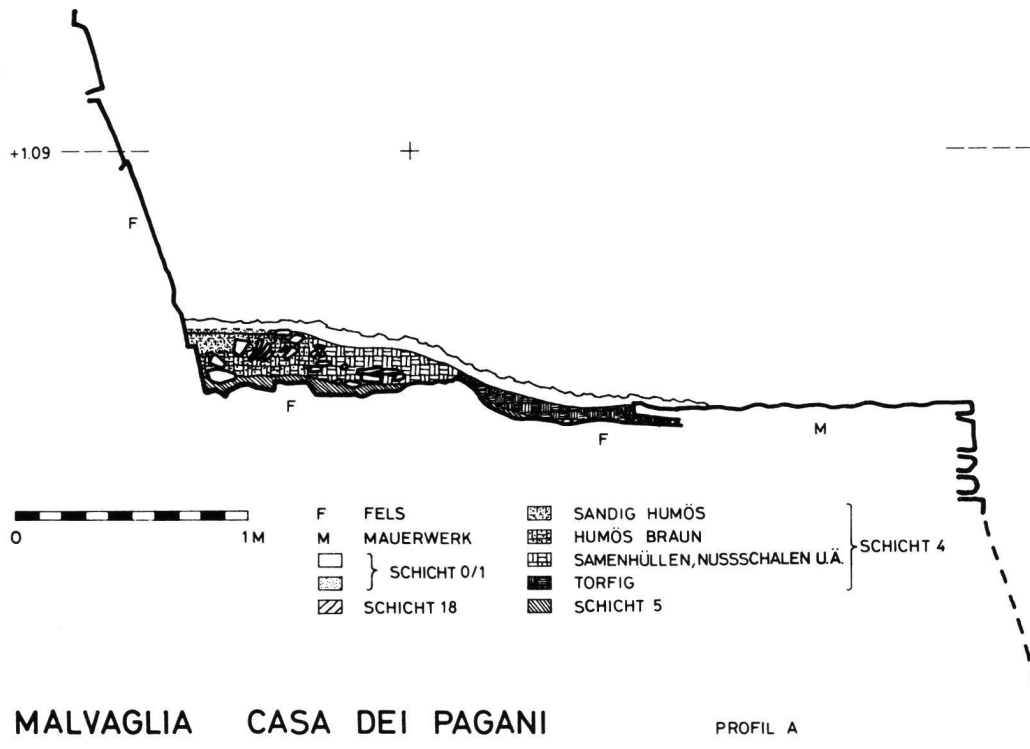 +1.09
F
F
F
M
0 1 M
F FELS
M MAUERWERK
SCHICHT 0/1
SCHICHT 18
SANDIG HUMÖS
HUMÖS BRAUN
SAMENHÜLLEN, NUSSSCHALEN U.Ä.
TORFIG
SCHICHT 4
SCHICHT 5
MALVAGLIA CASA DEI PAGANI PROFIL A